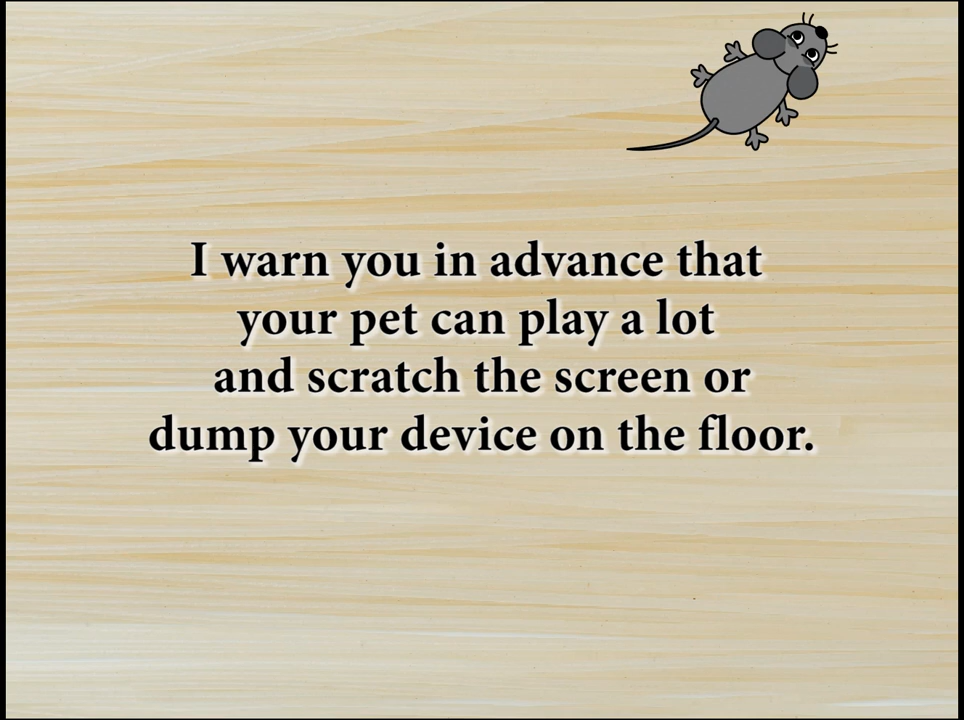 I warn you in advance that
your pet can play a lot
and scratch the screen or
dump your device on the floor.